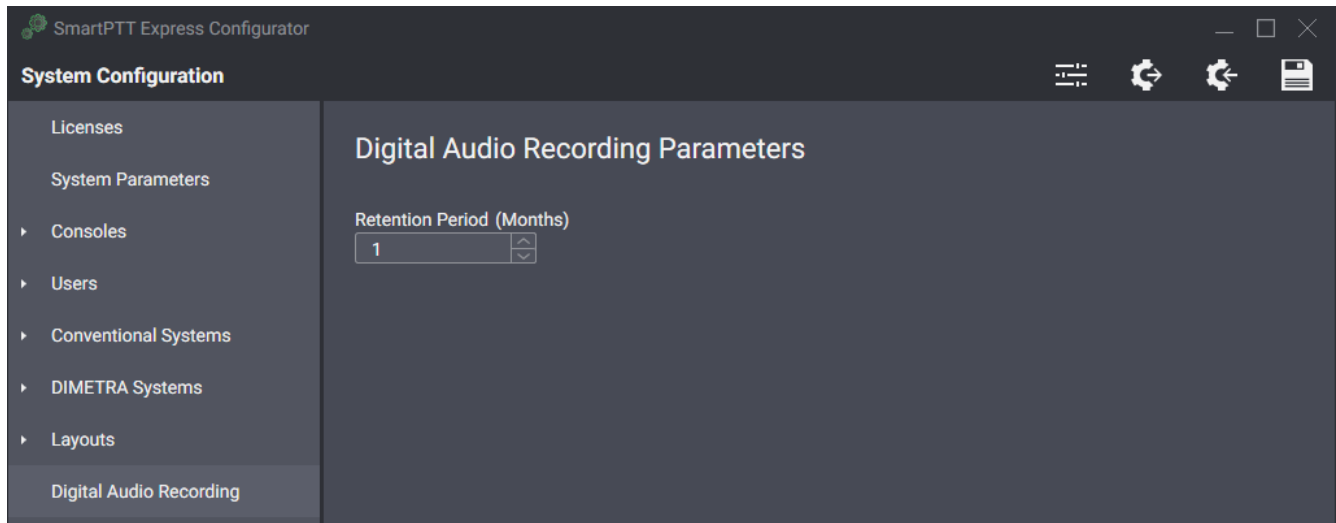 SmartPTT Express Configurator
System Configuration
Licenses
System Parameters
Consoles
Users
Conventional Systems
DIMETRA Systems
Layouts
Digital Audio Recording
Digital Audio Recording Parameters
Retention Period (Months)
1